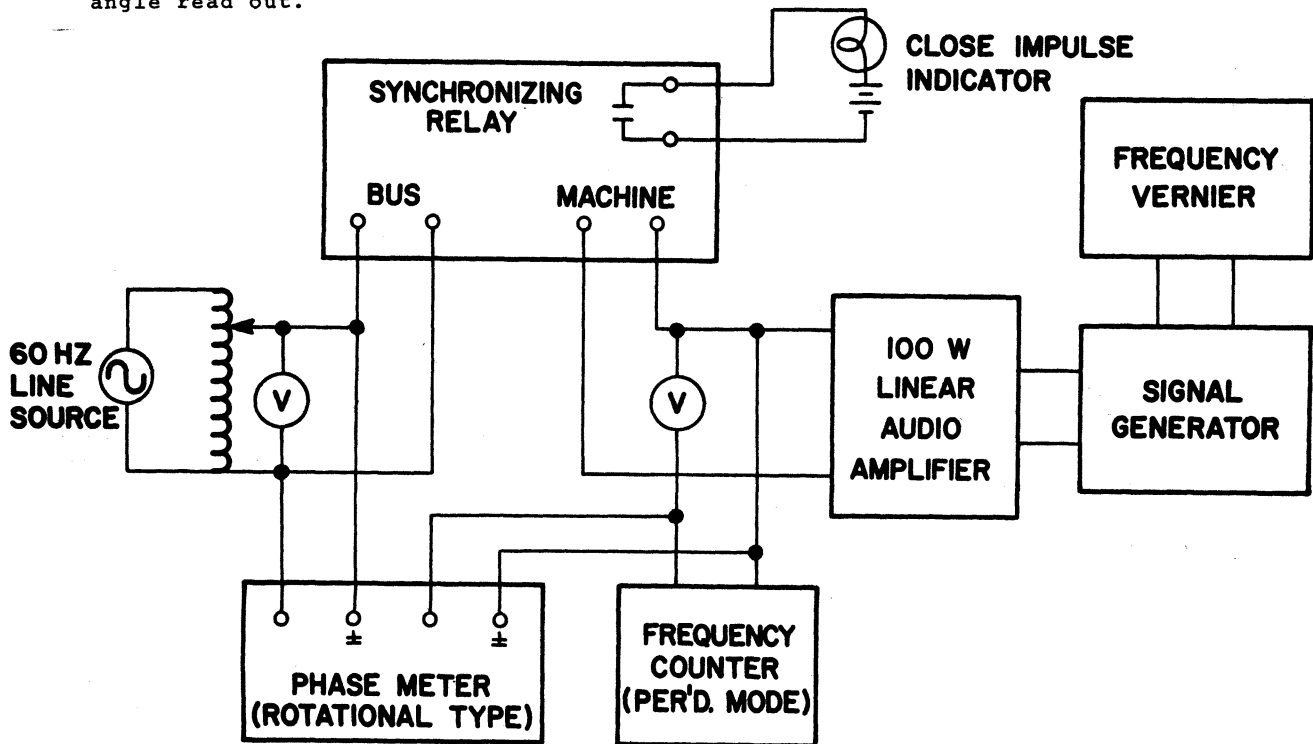 angle read out.
CLOSE IMPULSE
INDICATOR
SYNCHRONIZING
RELAY
BUS
MACHINE
FREQUENCY
VERNIER
60 HZ
LINE
SOURCE
V
V
100 W
LINEAR
AUDIO
AMPLIFIER
SIGNAL
GENERATOR
±
±
PHASE METER
(ROTATIONAL TYPE)
FREQUENCY
COUNTER
(PER'D. MODE)